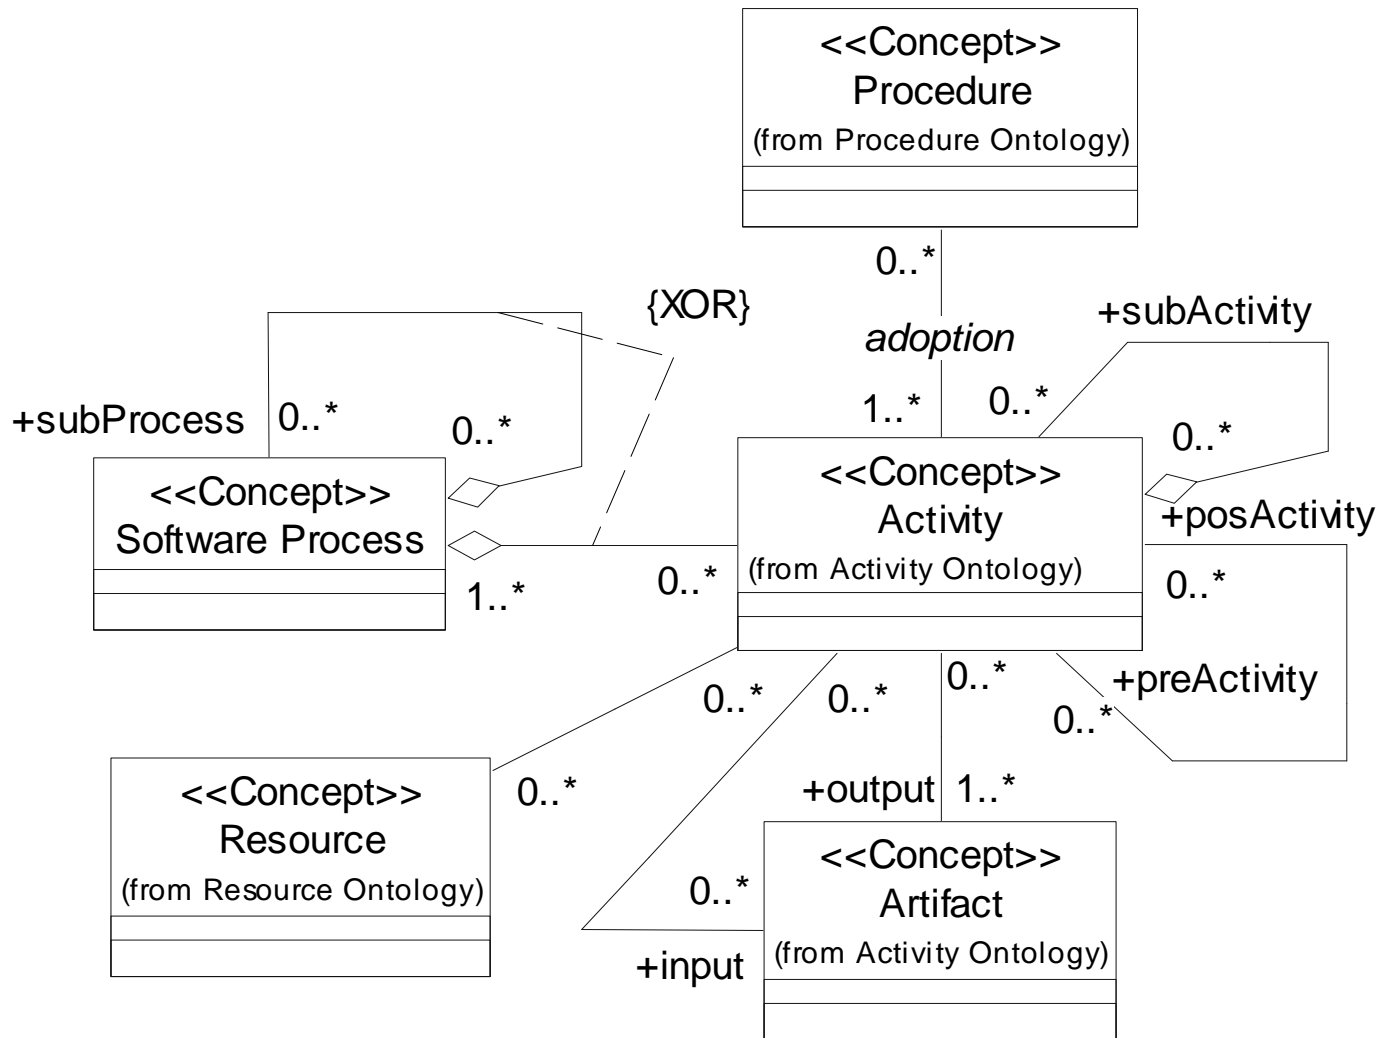 <<Concept>>
Procedure
(from Procedure Ontology)
0..*
{XOR}
+subActivity
adoption
+subProcess
0..*
0..*
1..*
0..*
0..*
<<Concept>>
Software Process
<<Concept>>
Activity
(from Activity Ontology)
+posActivity
1..*
0..*
0..*
0..*
0..*
0..*
+preActivity
0..*
<<Concept>>
Resource
(from Resource Ontology)
0..*
+output
1..*
<<Concept>>
Artifact
(from Activity Ontology)
0..*
+input